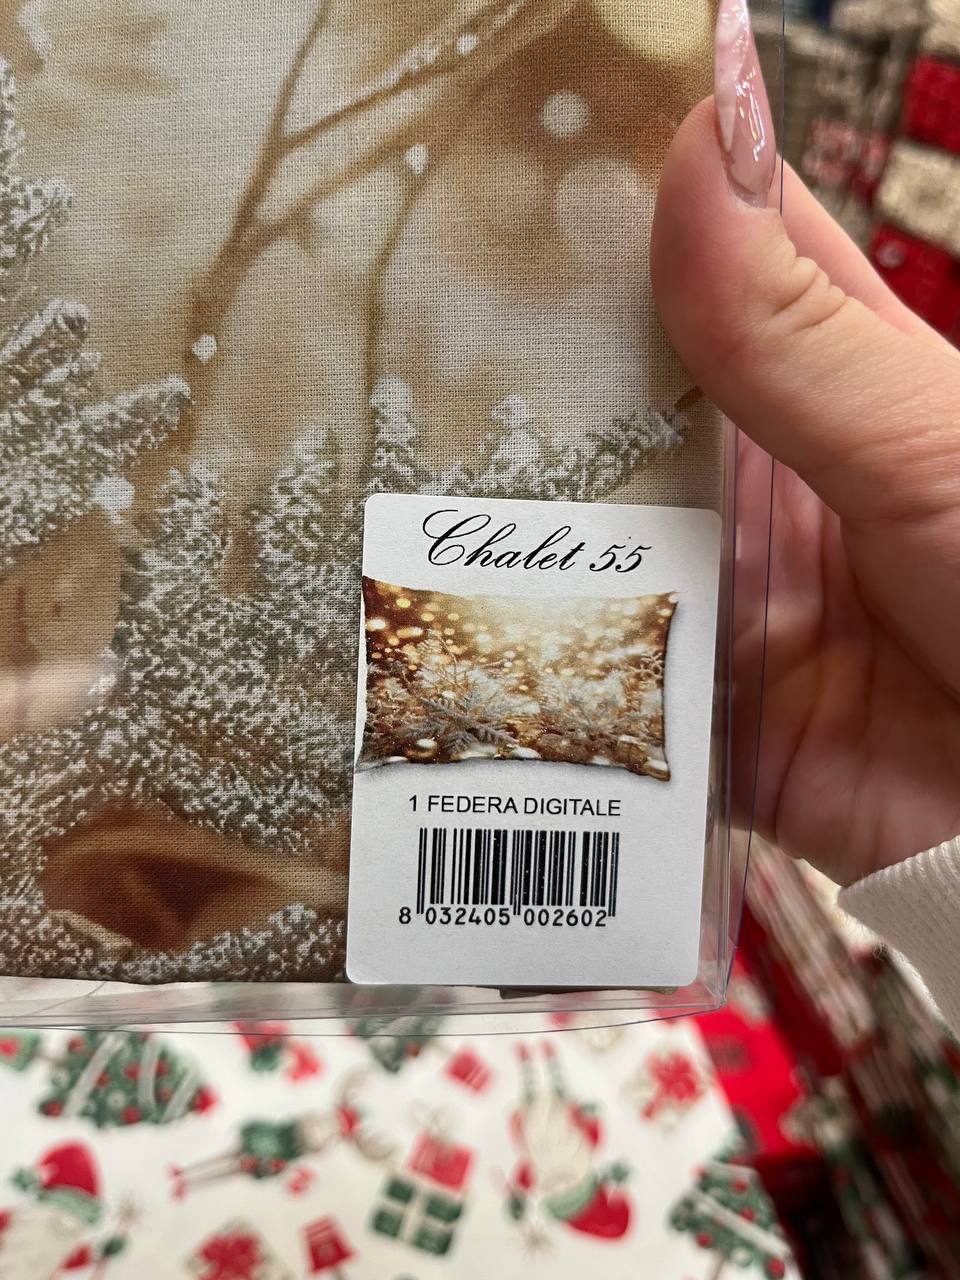 Chalet 55
1 FEDERA DIGITALE
8 032405 002602